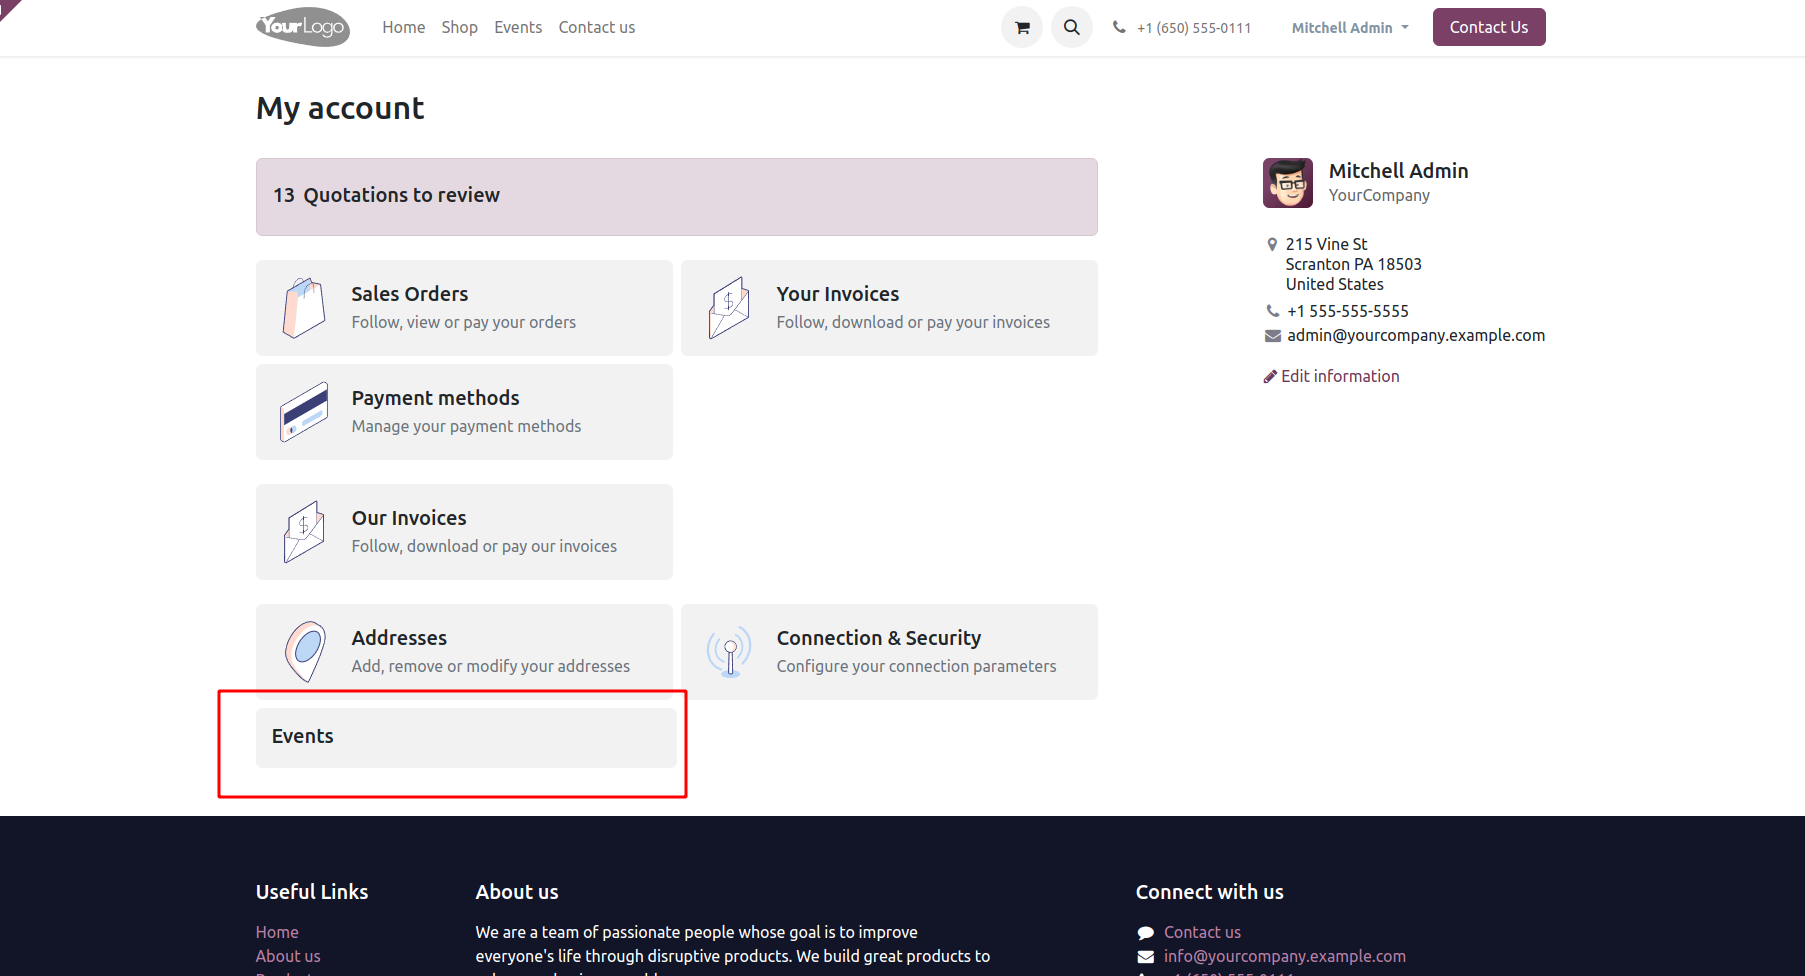 YourLogo
Home
Shop
Events
Contact us
+1 (650) 555-0111
Mitchell Admin
Contact Us
My account
13 Quotations to review
Sales Orders
Follow, view or pay your orders
Your Invoices
Follow, download or pay your invoices
Payment methods
Manage your payment methods
Our Invoices
Follow, download or pay our invoices
Addresses
Add, remove or modify your addresses
Connection & Security
Configure your connection parameters
Events
Mitchell Admin
YourCompany
215 Vine St
Scranton PA 18503
United States
+1 555-555-5555
admin@yourcompany.example.com
Edit information
Useful Links
Home
About us
About us
We are a team of passionate people whose goal is to improve
everyone's life through disruptive products. We build great products to
Connect with us
Contact us
info@yourcompany.example.com